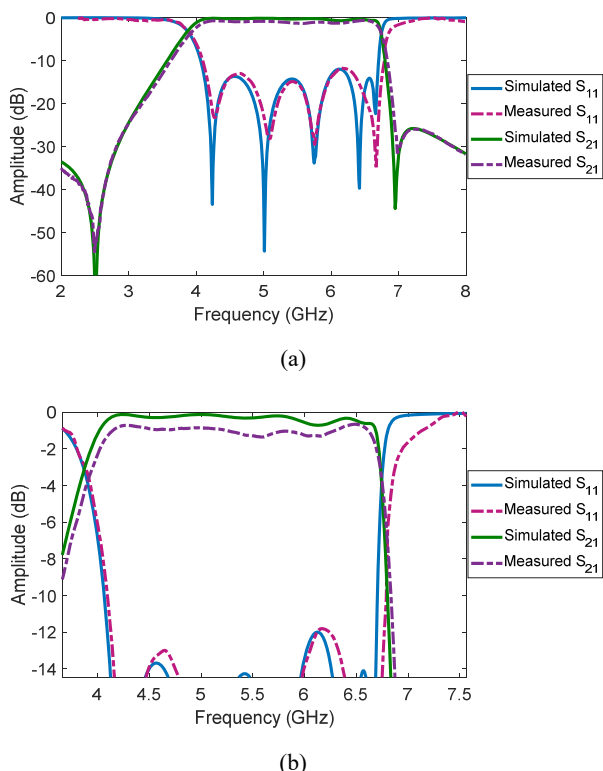 0
-10
-20
-30
-40
-50
-60
Amplitude (dB)
2 3 4 5 6 7 8
Frequency (GHz)
Simulated S11
Measured S11
Simulated S21
Measured S21
(a)
0
-2
-4
-6
-8
-10
-12
-14
Amplitude (dB)
4 4.5 5 5.5 6 6.5 7 7.5
Frequency (GHz)
Simulated S11
Measured S11
Simulated S21
Measured S21
(b)